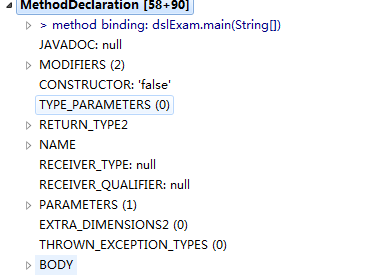 MethodDeclaration [58+90]
> method binding: dslExam.main(String[])
JAVADOC: null
MODIFIERS (2)
CONSTRUCTOR: 'false'
TYPE_PARAMETERS (0)
RETURN_TYPE2
NAME
RECEIVER_TYPE: null
RECEIVER_QUALIFIER: null
PARAMETERS (1)
EXTRA_DIMENSIONS2 (0)
THROWN_EXCEPTION_TYPES (0)
BODY